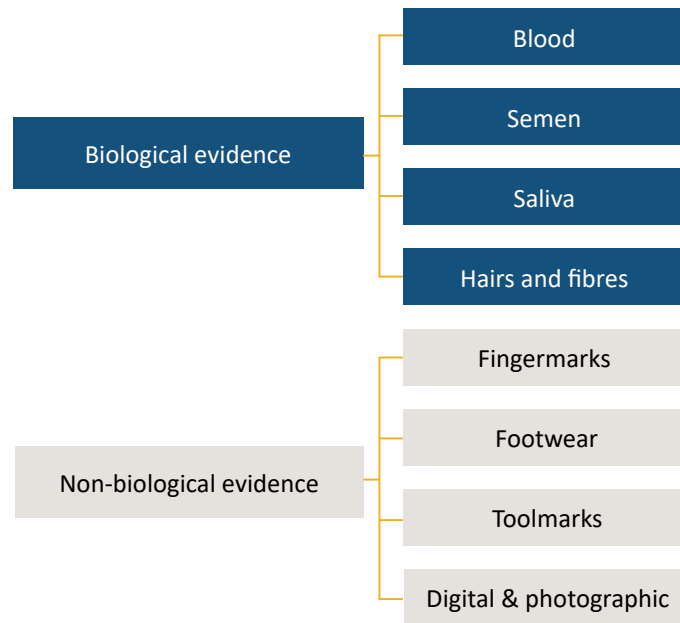 Blood
Semen
Biological evidence
Saliva
Hairs and fibres
Fingermarks
Footwear
Non-biological evidence
Toolmarks
Digital & photographic